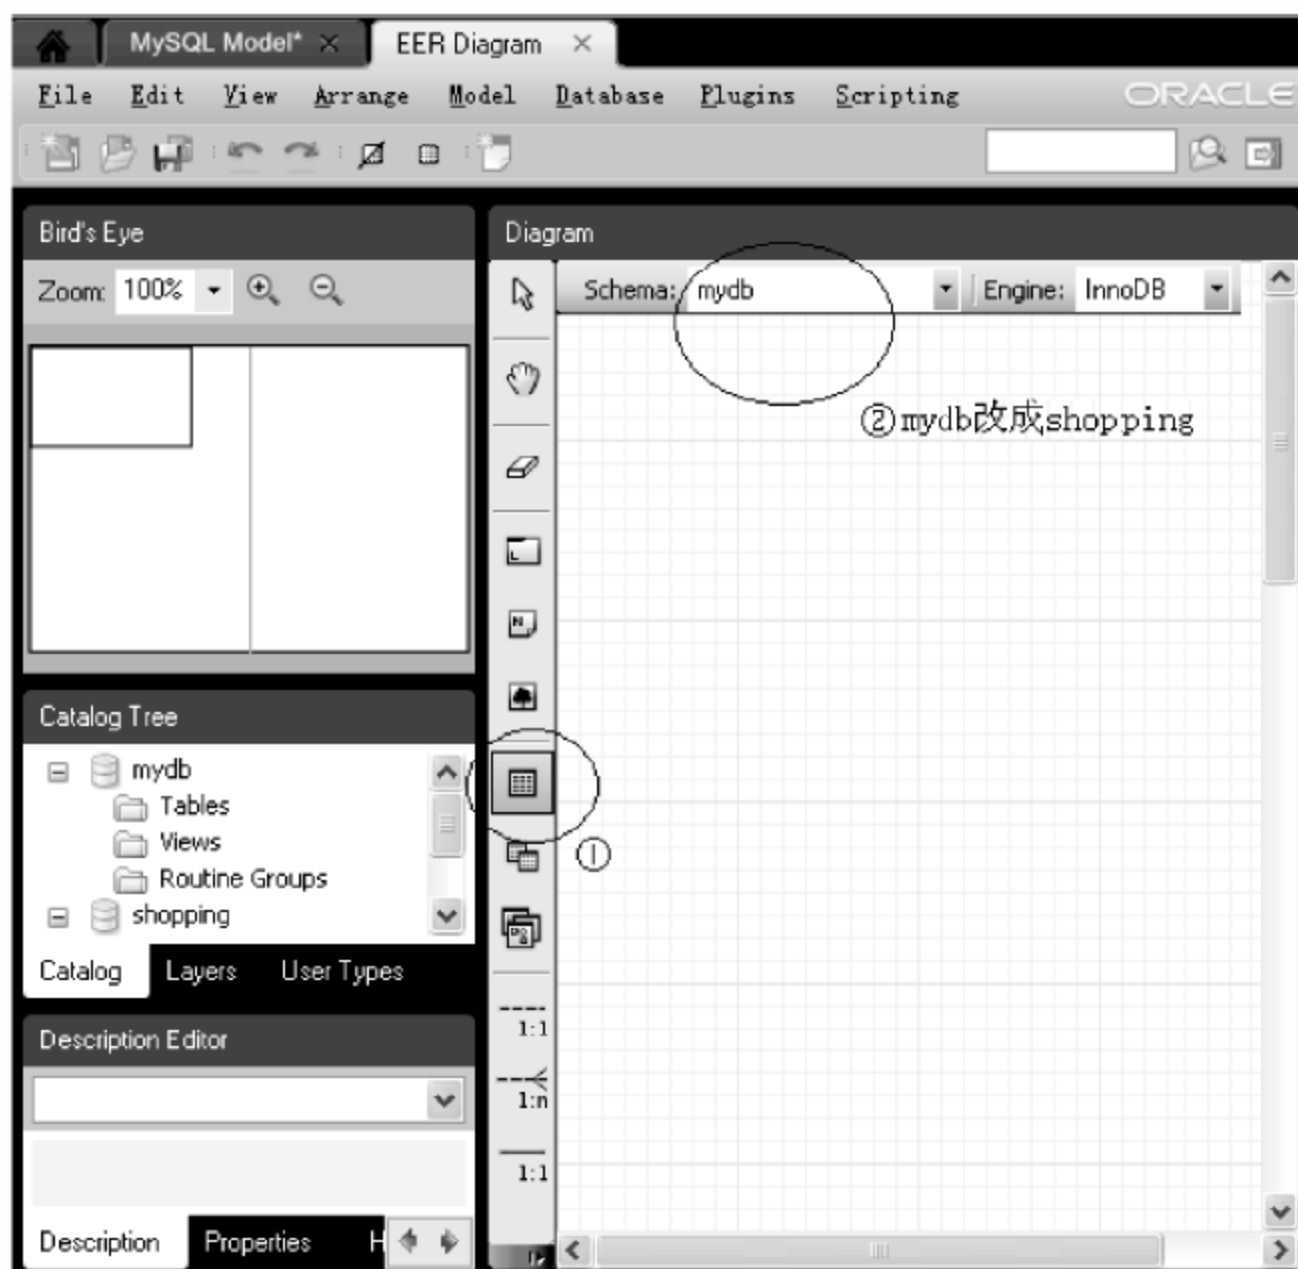 MySQL Model* ×
EER Diagram ×
File Edit View Arrange Model Database Plugins Scripting
ORACLE
Bird's Eye
Zoom: 100%
Diagram
Schema: mydb
Engine: InnoDB
②mydb改成shopping
①
Catalog Tree
mydb
Tables
Views
Routine Groups
shopping
Catalog Layers User Types
Description Editor
Description Properties H
1:1
1:n
1:1